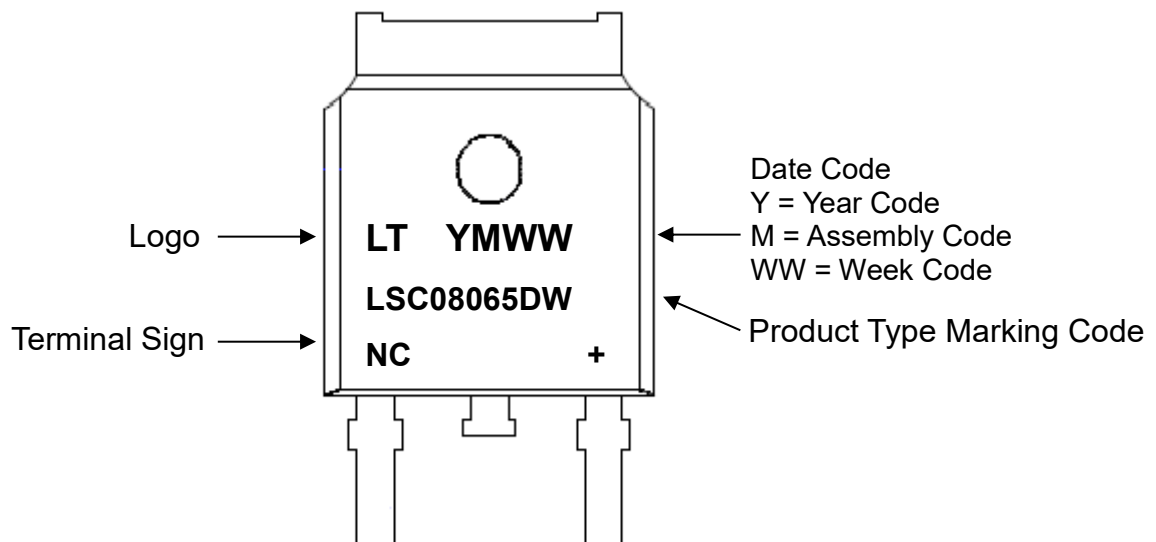 Logo
Terminal Sign
LT YMWW
LSC08065DW
NC +
Date Code
Y = Year Code
M = Assembly Code
WW = Week Code
Product Type Marking Code